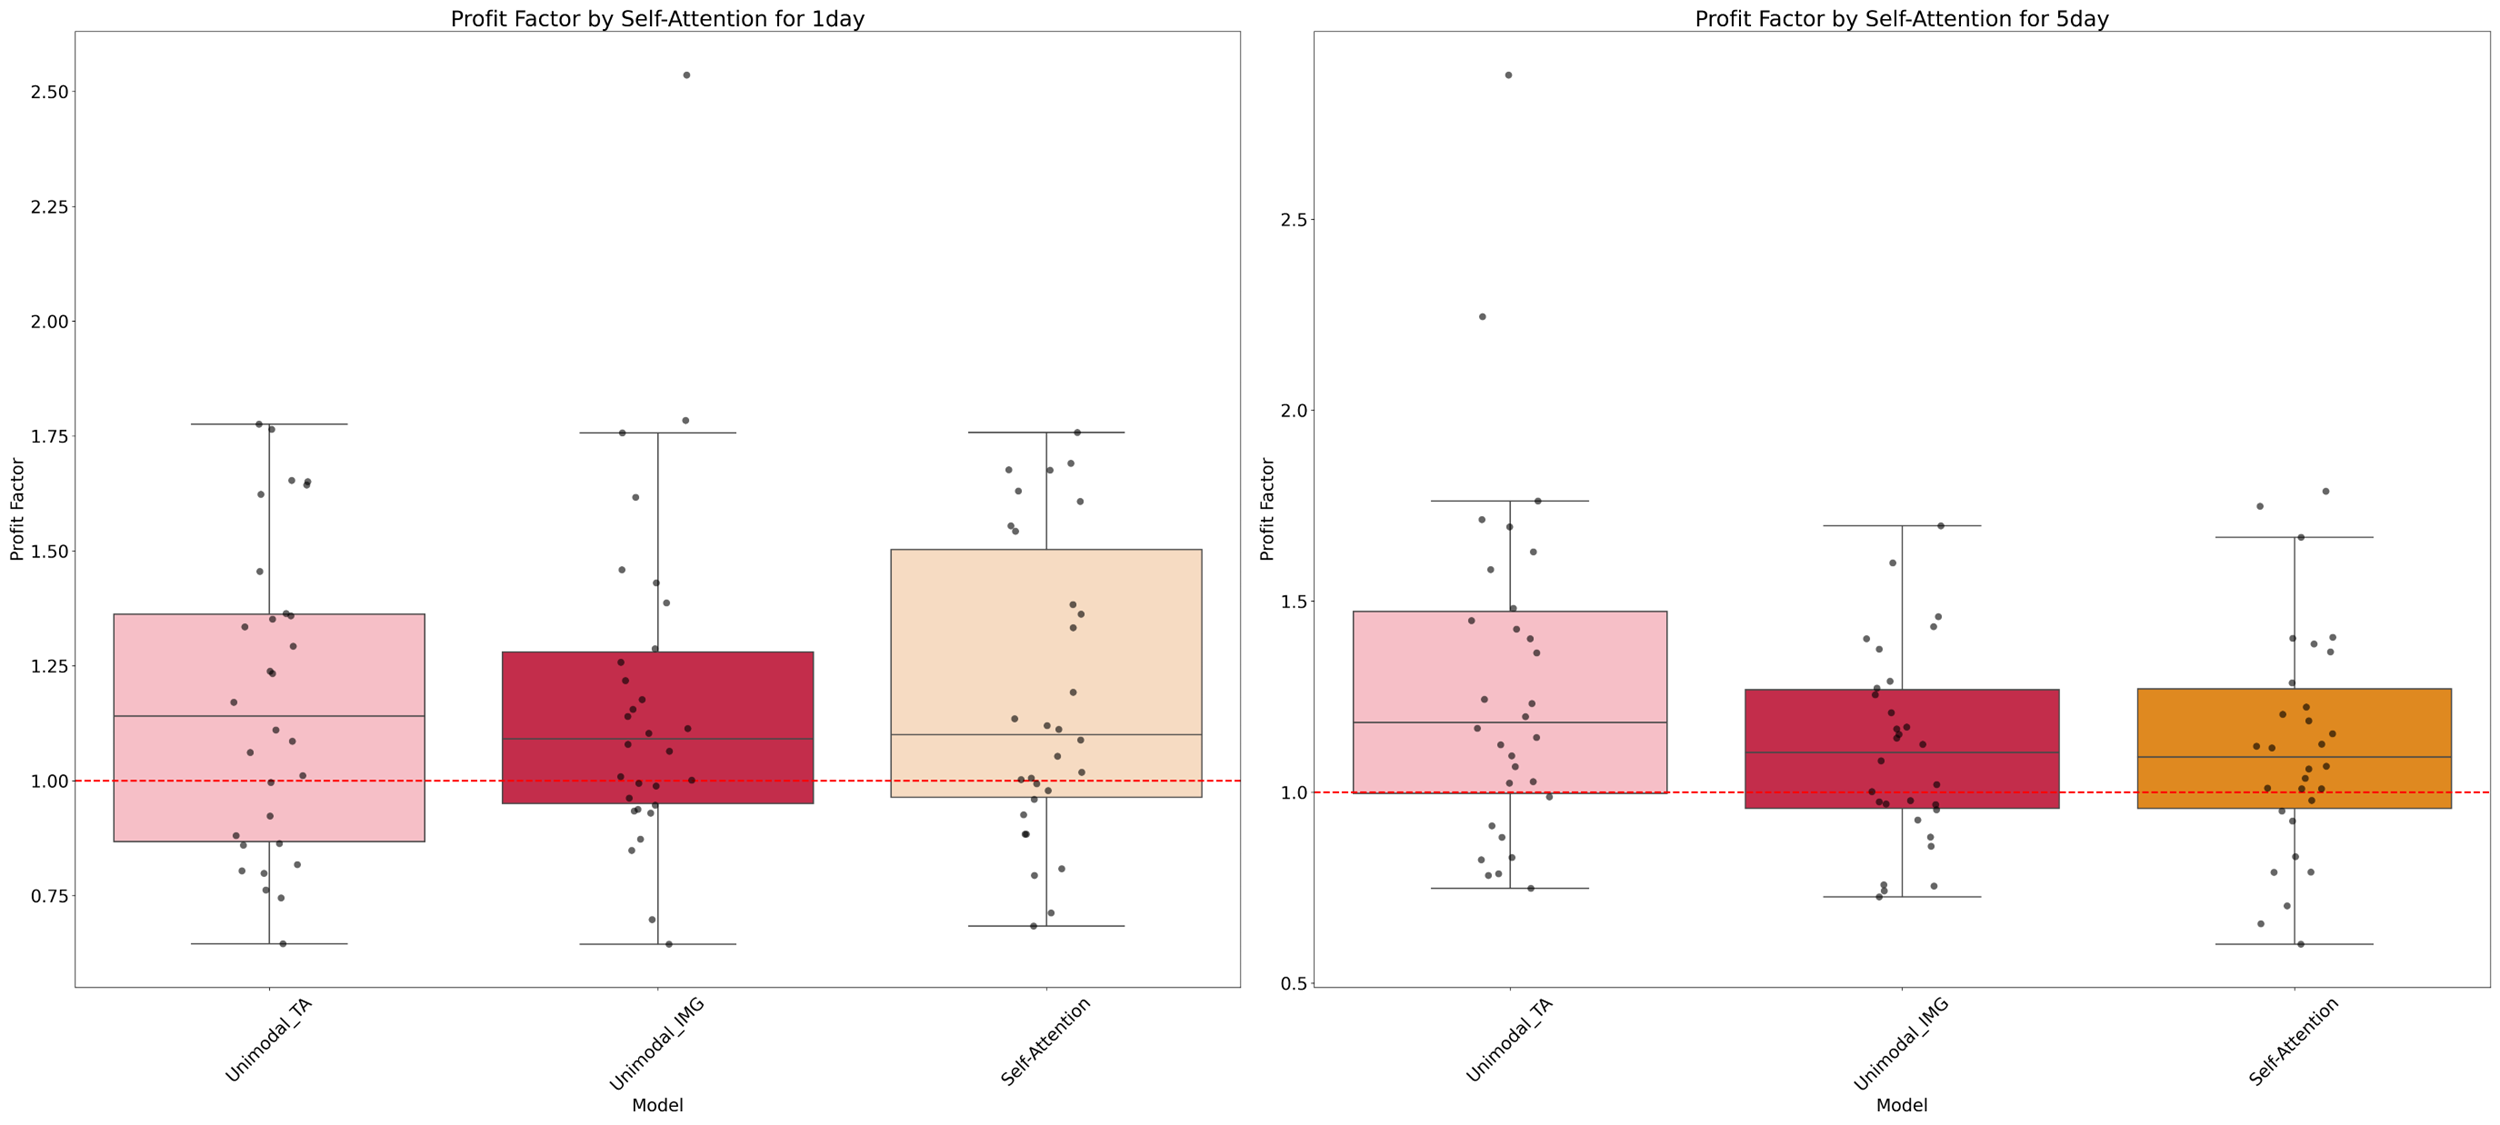 Profit Factor by Self-Attention for 1day
Profit Factor
2.50
2.25
2.00
1.75
1.50
1.25
1.00
0.75
Unimodal_TA
Unimodal_IMG
Self-Attention
Model
Profit Factor by Self-Attention for 5day
Profit Factor
2.5
2.0
1.5
1.0
0.5
Unimodal_TA
Unimodal_IMG
Self-Attention
Model